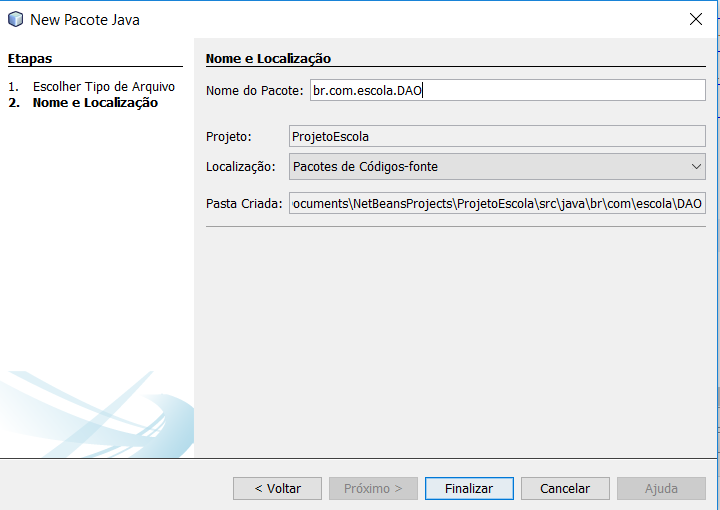 New Pacote Java
Etapas
1. Escolher Tipo de Arquivo
2. Nome e Localização
Nome e Localização
Nome do Pacote: br.com.escola.DAO
Projeto: ProjetoEscola
Localização: Pacotes de Códigos-fonte
Pasta Criada: ocuments\NetBeansProjects\ProjetoEscola\src\java\br\com\escola\DAO
< Voltar Próximo > Finalizar Cancelar Ajuda